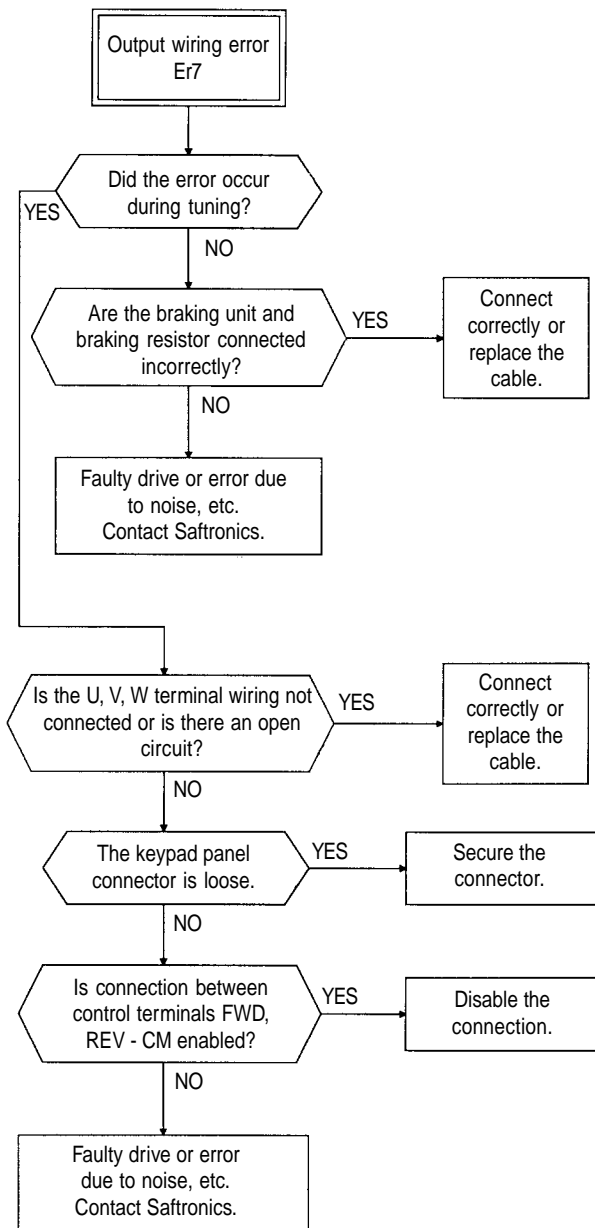 Output wiring error
Er7
Did the error occur
during tuning?
YES
NO
Are the braking unit and
braking resistor connected
incorrectly?
YES
Connect
correctly or
replace the
cable.
NO
Faulty drive or error due
to noise, etc.
Contact Saftronics.
Is the U, V, W terminal wiring not
connected or is there an open
circuit?
YES
Connect
correctly or
replace the
cable.
NO
The keypad panel
connector is loose.
YES
Secure the
connector.
NO
Is connection between
control terminals FWD,
REV - CM enabled?
YES
Disable the
connection.
NO
Faulty drive or error
due to noise, etc.
Contact Saftronics.